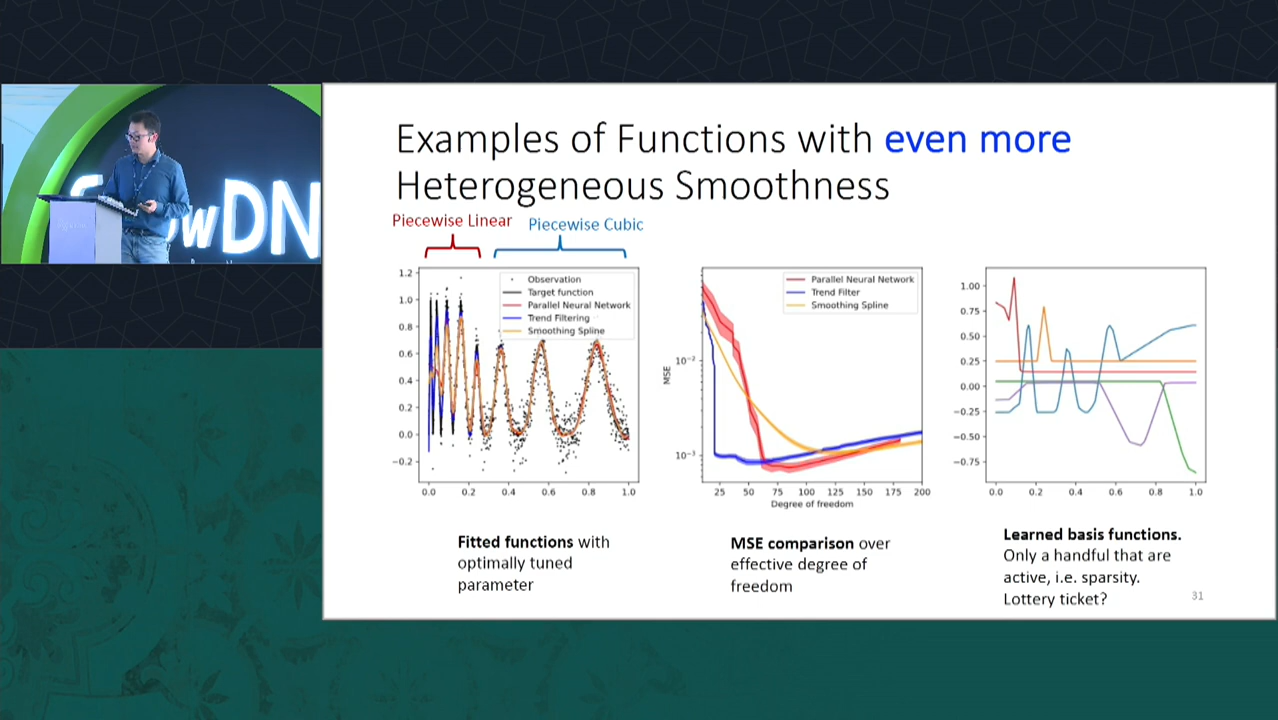 Examples of Functions with even more
Heterogeneous Smoothness
Piecewise Linear
Piecewise Cubic
1.2
1.0
0.8
0.6
0.4
0.2
0.0
−0.2
0.0
0.2
0.4
0.6
0.8
1.0
Observation
Target function
Parallel Neural Network
Trend Filtering
Smoothing Spline
MSE
10⁻²
10⁻³
25
50
75
100
125
150
175
200
Degree of freedom
Parallel Neural Network
Trend Filter
Smoothing Spline
1.00
0.75
0.50
0.25
0.00
−0.25
−0.50
−0.75
0.0
0.2
0.4
0.6
0.8
1.0
Fitted functions with
optimally tuned
parameter
MSE comparison over
effective degree of
freedom
Learned basis functions.
Only a handful that are
active, i.e. sparsity.
Lottery ticket?
31
wDN